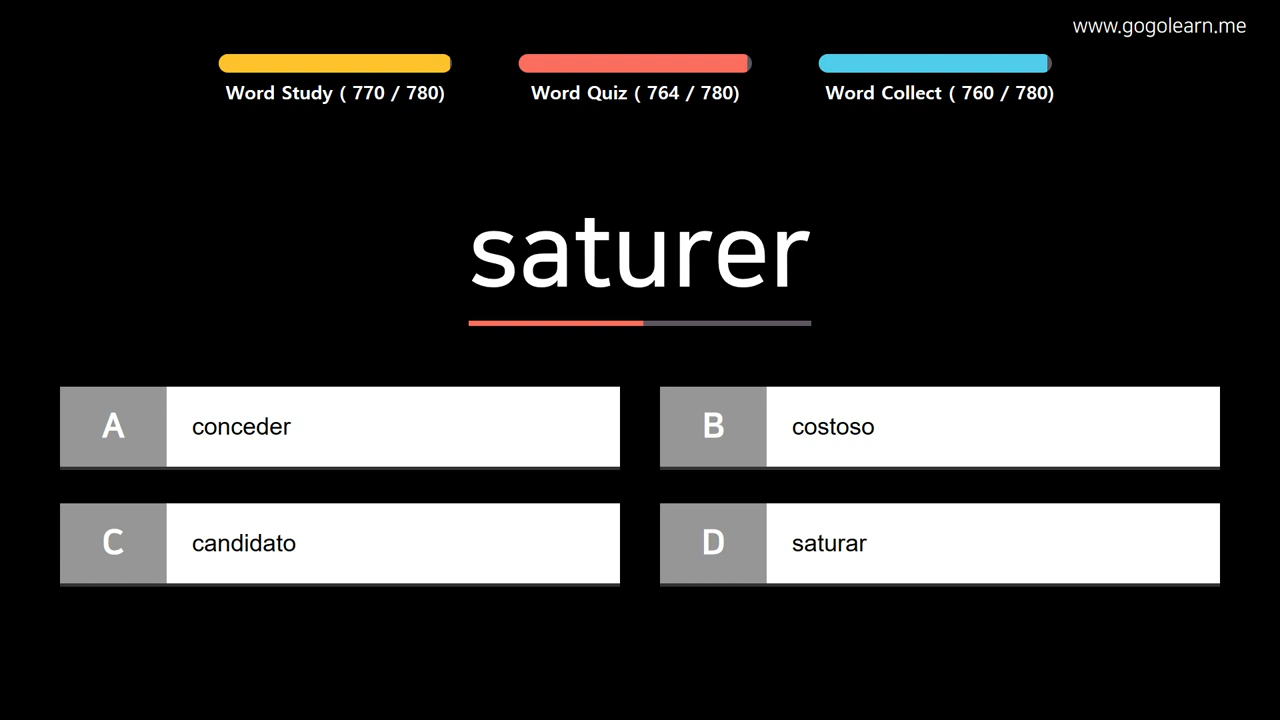 www.gogolearn.me
Word Study ( 770 / 780)
Word Quiz ( 764 / 780)
Word Collect ( 760 / 780)
saturer
A conceder
B costoso
C candidato
D saturar